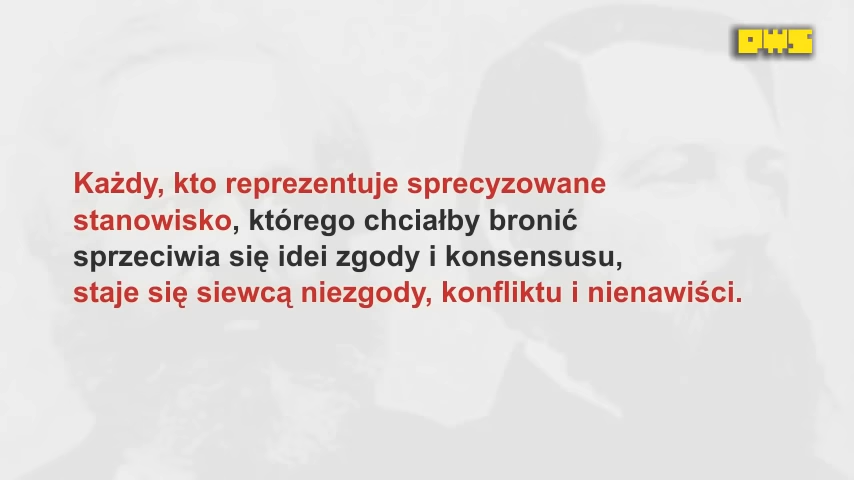 OWS
Każdy, kto reprezentuje sprecyzowane
stanowisko, którego chciałby bronić
sprzeciwia się idei zgody i konsensusu,
staje się siewcą niezgody, konfliktu i nienawiści.